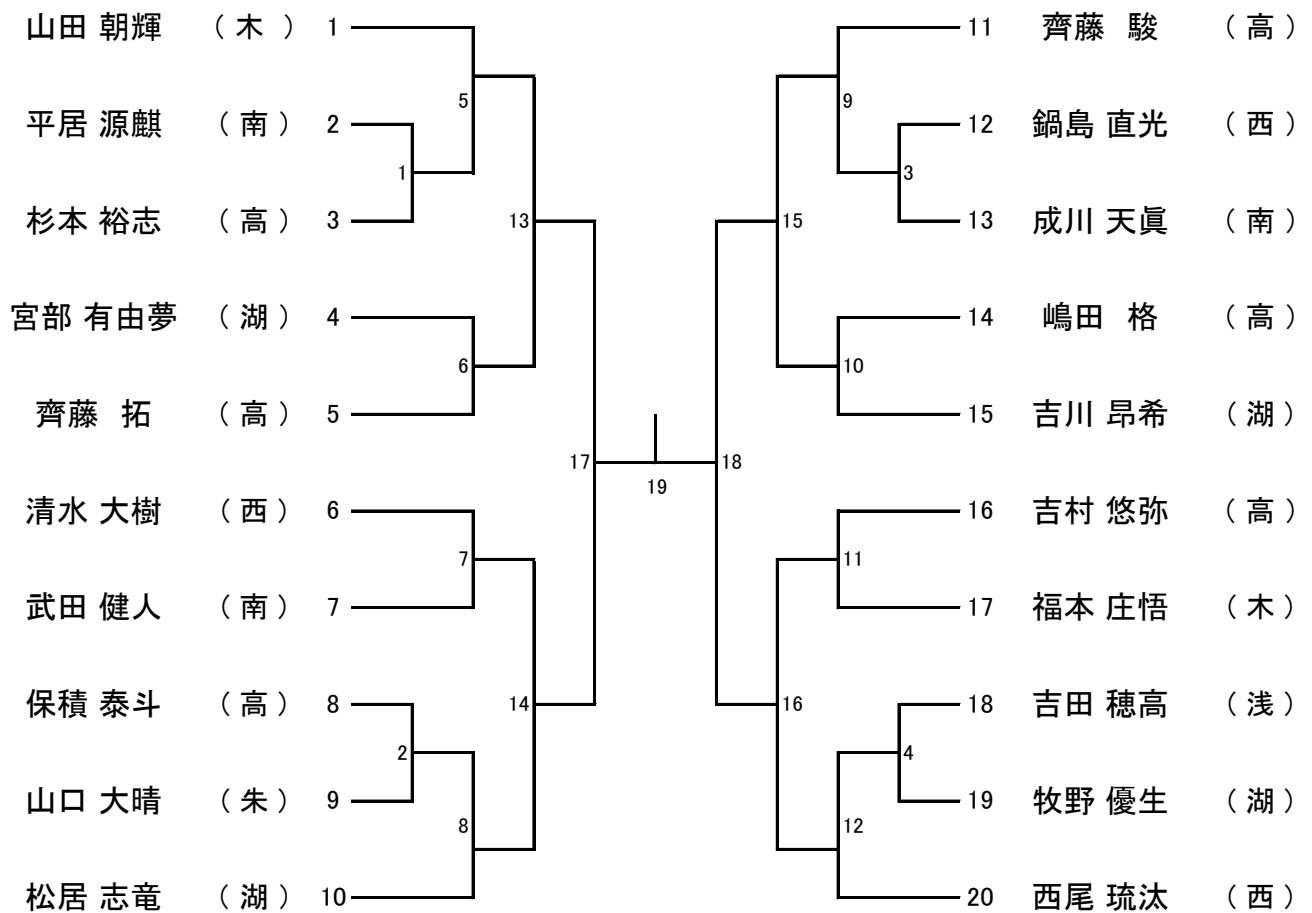 山田 朝輝 （ 木 ） 1
平居 源麒 （ 南 ） 2
杉本 裕志 （ 高 ） 3
宮部 有由夢 （ 湖 ） 4
齊藤 拓 （ 高 ） 5
清水 大樹 （ 西 ） 6
武田 健人 （ 南 ） 7
保積 泰斗 （ 高 ） 8
山口 大晴 （ 朱 ） 9
松居 志竜 （ 湖 ） 10
1
2
5
6
7
8
13
14
17
19
18
15
16
9
10
11
12
3
4
11 齊藤 駿 （ 高 ）
12 鍋島 直光 （ 西 ）
13 成川 天眞 （ 南 ）
14 嶋田 格 （ 高 ）
15 吉川 昂希 （ 湖 ）
16 吉村 悠弥 （ 高 ）
17 福本 庄悟 （ 木 ）
18 吉田 穂高 （ 浅 ）
19 牧野 優生 （ 湖 ）
20 西尾 琉汰 （ 西 ）